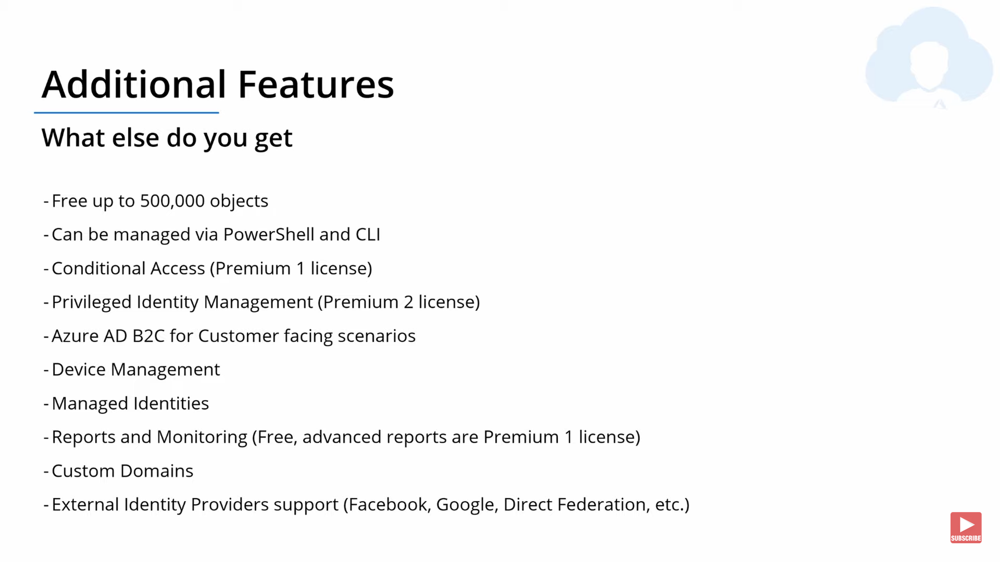 Additional Features
What else do you get
- Free up to 500,000 objects
- Can be managed via PowerShell and CLI
- Conditional Access (Premium 1 license)
- Privileged Identity Management (Premium 2 license)
- Azure AD B2C for Customer facing scenarios
- Device Management
- Managed Identities
- Reports and Monitoring (Free, advanced reports are Premium 1 license)
- Custom Domains
- External Identity Providers support (Facebook, Google, Direct Federation, etc.)
SUBSCRIBE